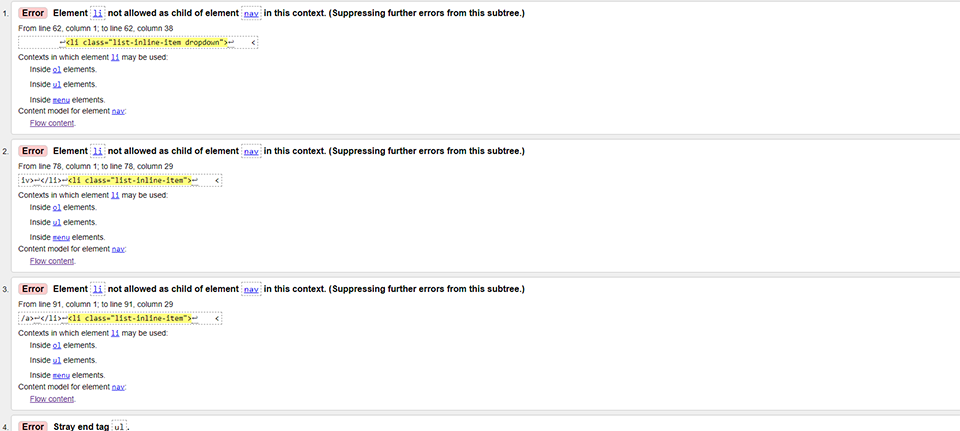 1. Error Element li not allowed as child of element nav in this context. (Suppressing further errors from this subtree.)
From line 62, column 1; to line 62, column 38
↩<li class="list-inline-item dropdown">↩ <
Contexts in which element li may be used:
Inside ol elements.
Inside ul elements.
Inside menu elements.
Content model for element nav:
Flow content.
2. Error Element li not allowed as child of element nav in this context. (Suppressing further errors from this subtree.)
From line 78, column 1; to line 78, column 29
iv>↩</li>↩<li class="list-inline-item">↩ <
Contexts in which element li may be used:
Inside ol elements.
Inside ul elements.
Inside menu elements.
Content model for element nav:
Flow content.
3. Error Element li not allowed as child of element nav in this context. (Suppressing further errors from this subtree.)
From line 91, column 1; to line 91, column 29
/a>↩</li>↩<li class="list-inline-item">↩ <
Contexts in which element li may be used:
Inside ol elements.
Inside ul elements.
Inside menu elements.
Content model for element nav:
Flow content.
4. Error Stray end tag ul.